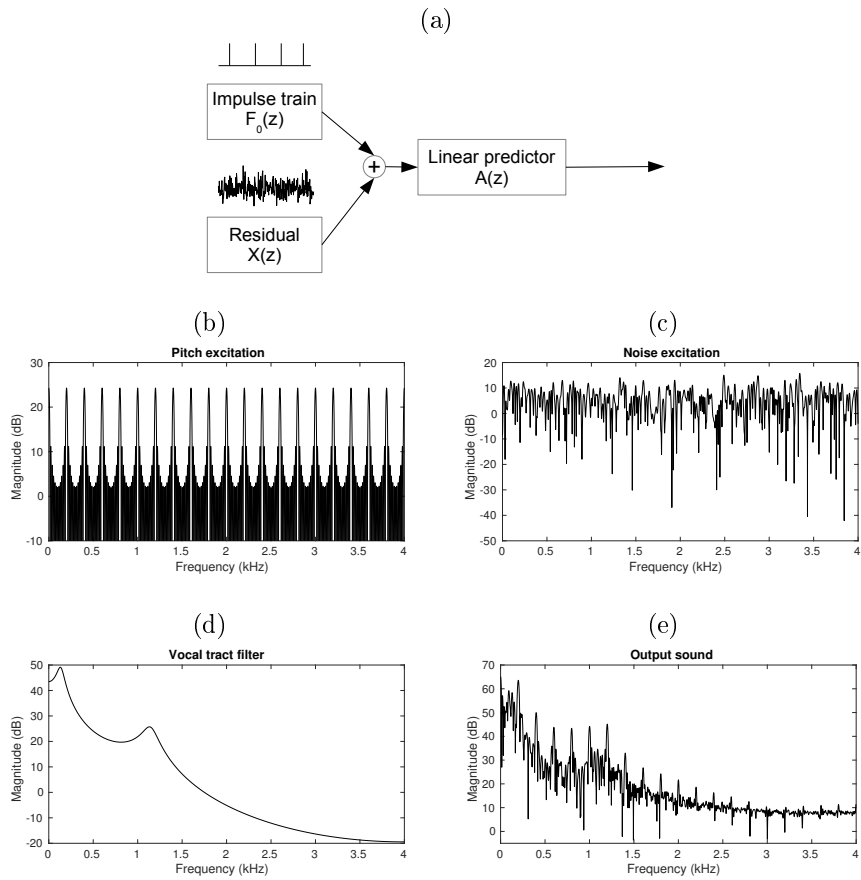 (a)
Impulse train
F₀(z)
+
Linear predictor
A(z)
Residual
X(z)
(b)
Pitch excitation
30
20
10
0
-10
Magnitude (dB)
0 0.5 1 1.5 2 2.5 3 3.5 4
Frequency (kHz)
(c)
Noise excitation
20
10
0
-10
-20
-30
-40
-50
Magnitude (dB)
0 0.5 1 1.5 2 2.5 3 3.5 4
Frequency (kHz)
(d)
Vocal tract filter
50
40
30
20
10
0
-10
-20
Magnitude (dB)
0 0.5 1 1.5 2 2.5 3 3.5 4
Frequency (kHz)
(e)
Output sound
70
60
50
40
30
20
10
0
Magnitude (dB)
0 0.5 1 1.5 2 2.5 3 3.5 4
Frequency (kHz)